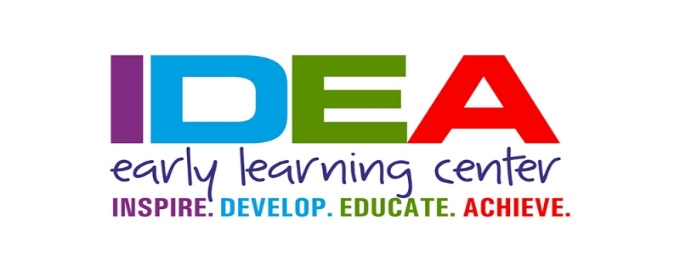 IDEA
early learning center
INSPIRE. DEVELOP. EDUCATE. ACHIEVE.